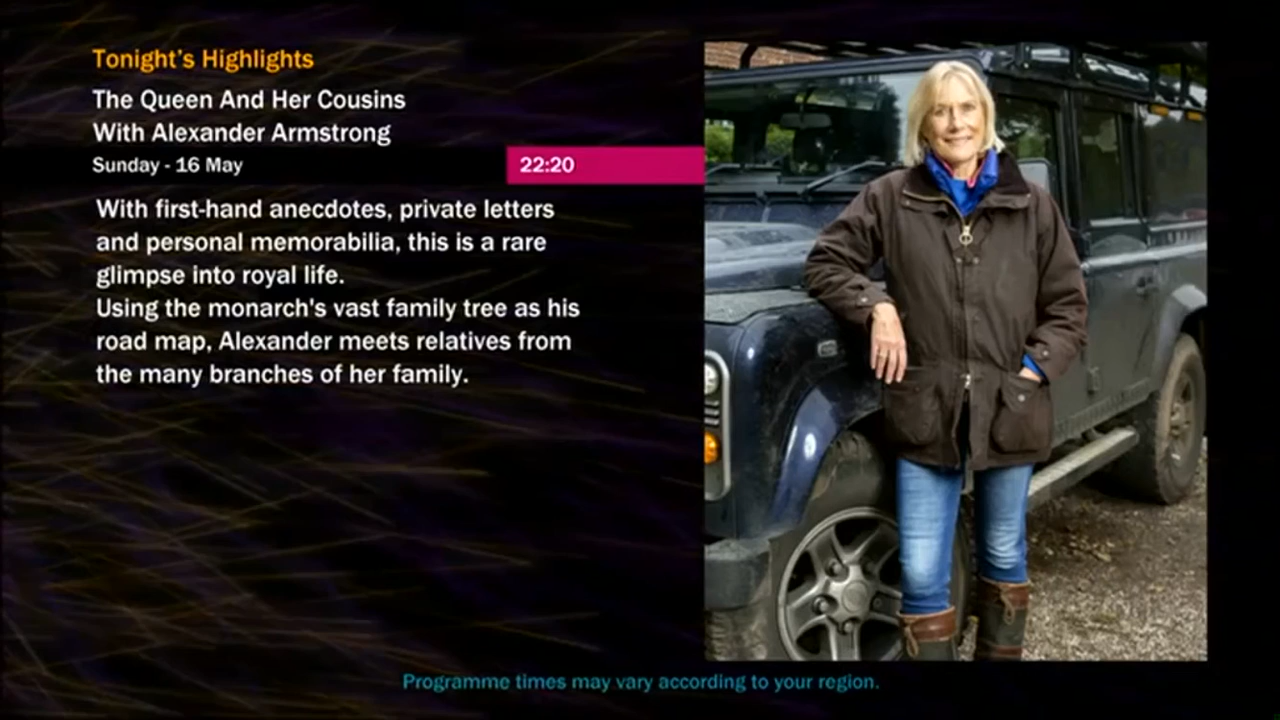 Tonight's Highlights
The Queen And Her Cousins
With Alexander Armstrong
Sunday - 16 May
22:20
With first-hand anecdotes, private letters
and personal memorabilia, this is a rare
glimpse into royal life.
Using the monarch's vast family tree as his
road map, Alexander meets relatives from
the many branches of her family.
Programme times may vary according to your region.